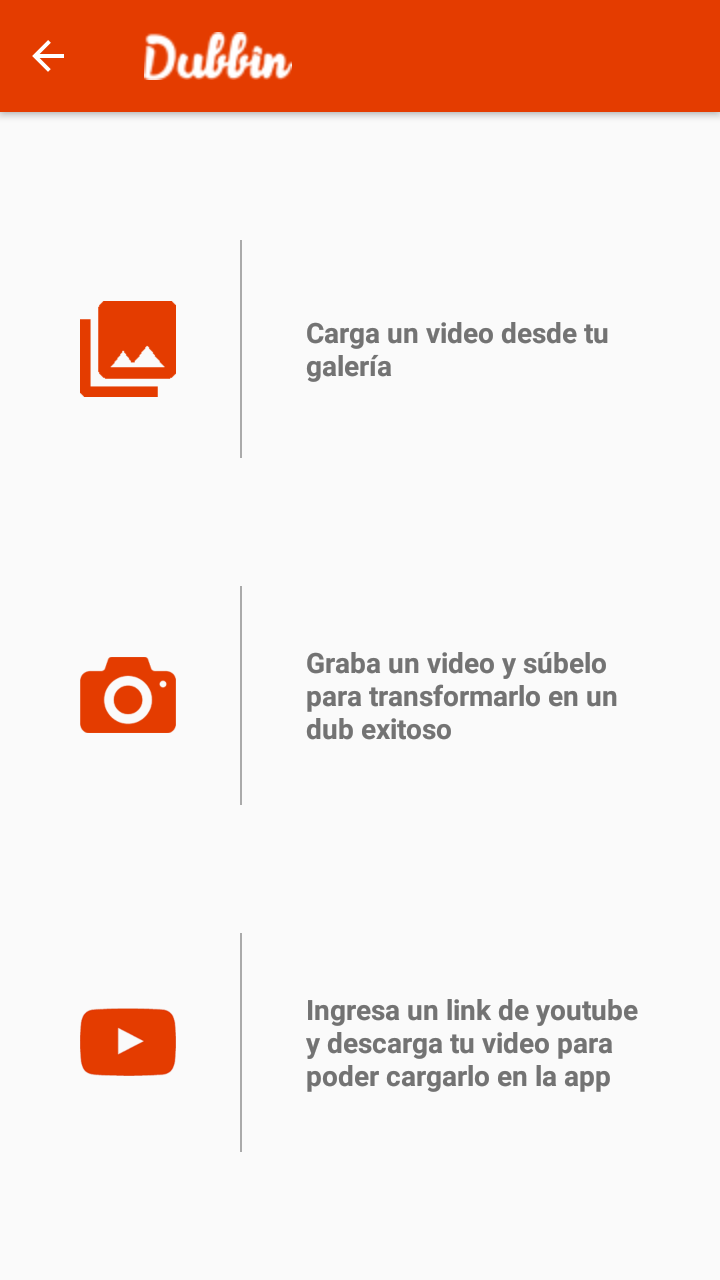 Dubbin
Carga un video desde tu
galería
Graba un video y súbelo
para transformarlo en un
dub exitoso
Ingresa un link de youtube
y descarga tu video para
poder cargarlo en la app